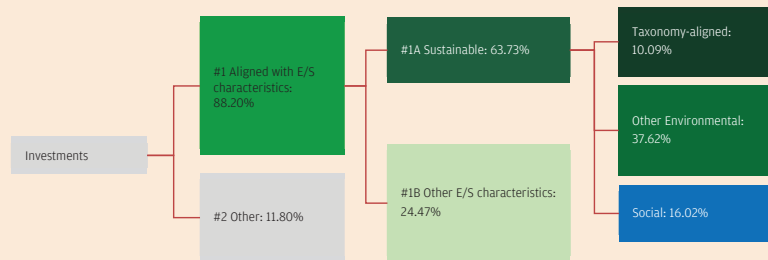 Investments
#1 Aligned with E/S
characteristics:
88.20%
#2 Other: 11.80%
#1A Sustainable: 63.73%
#1B Other E/S characteristics:
24.47%
Taxonomy-aligned:
10.09%
Other Environmental:
37.62%
Social: 16.02%